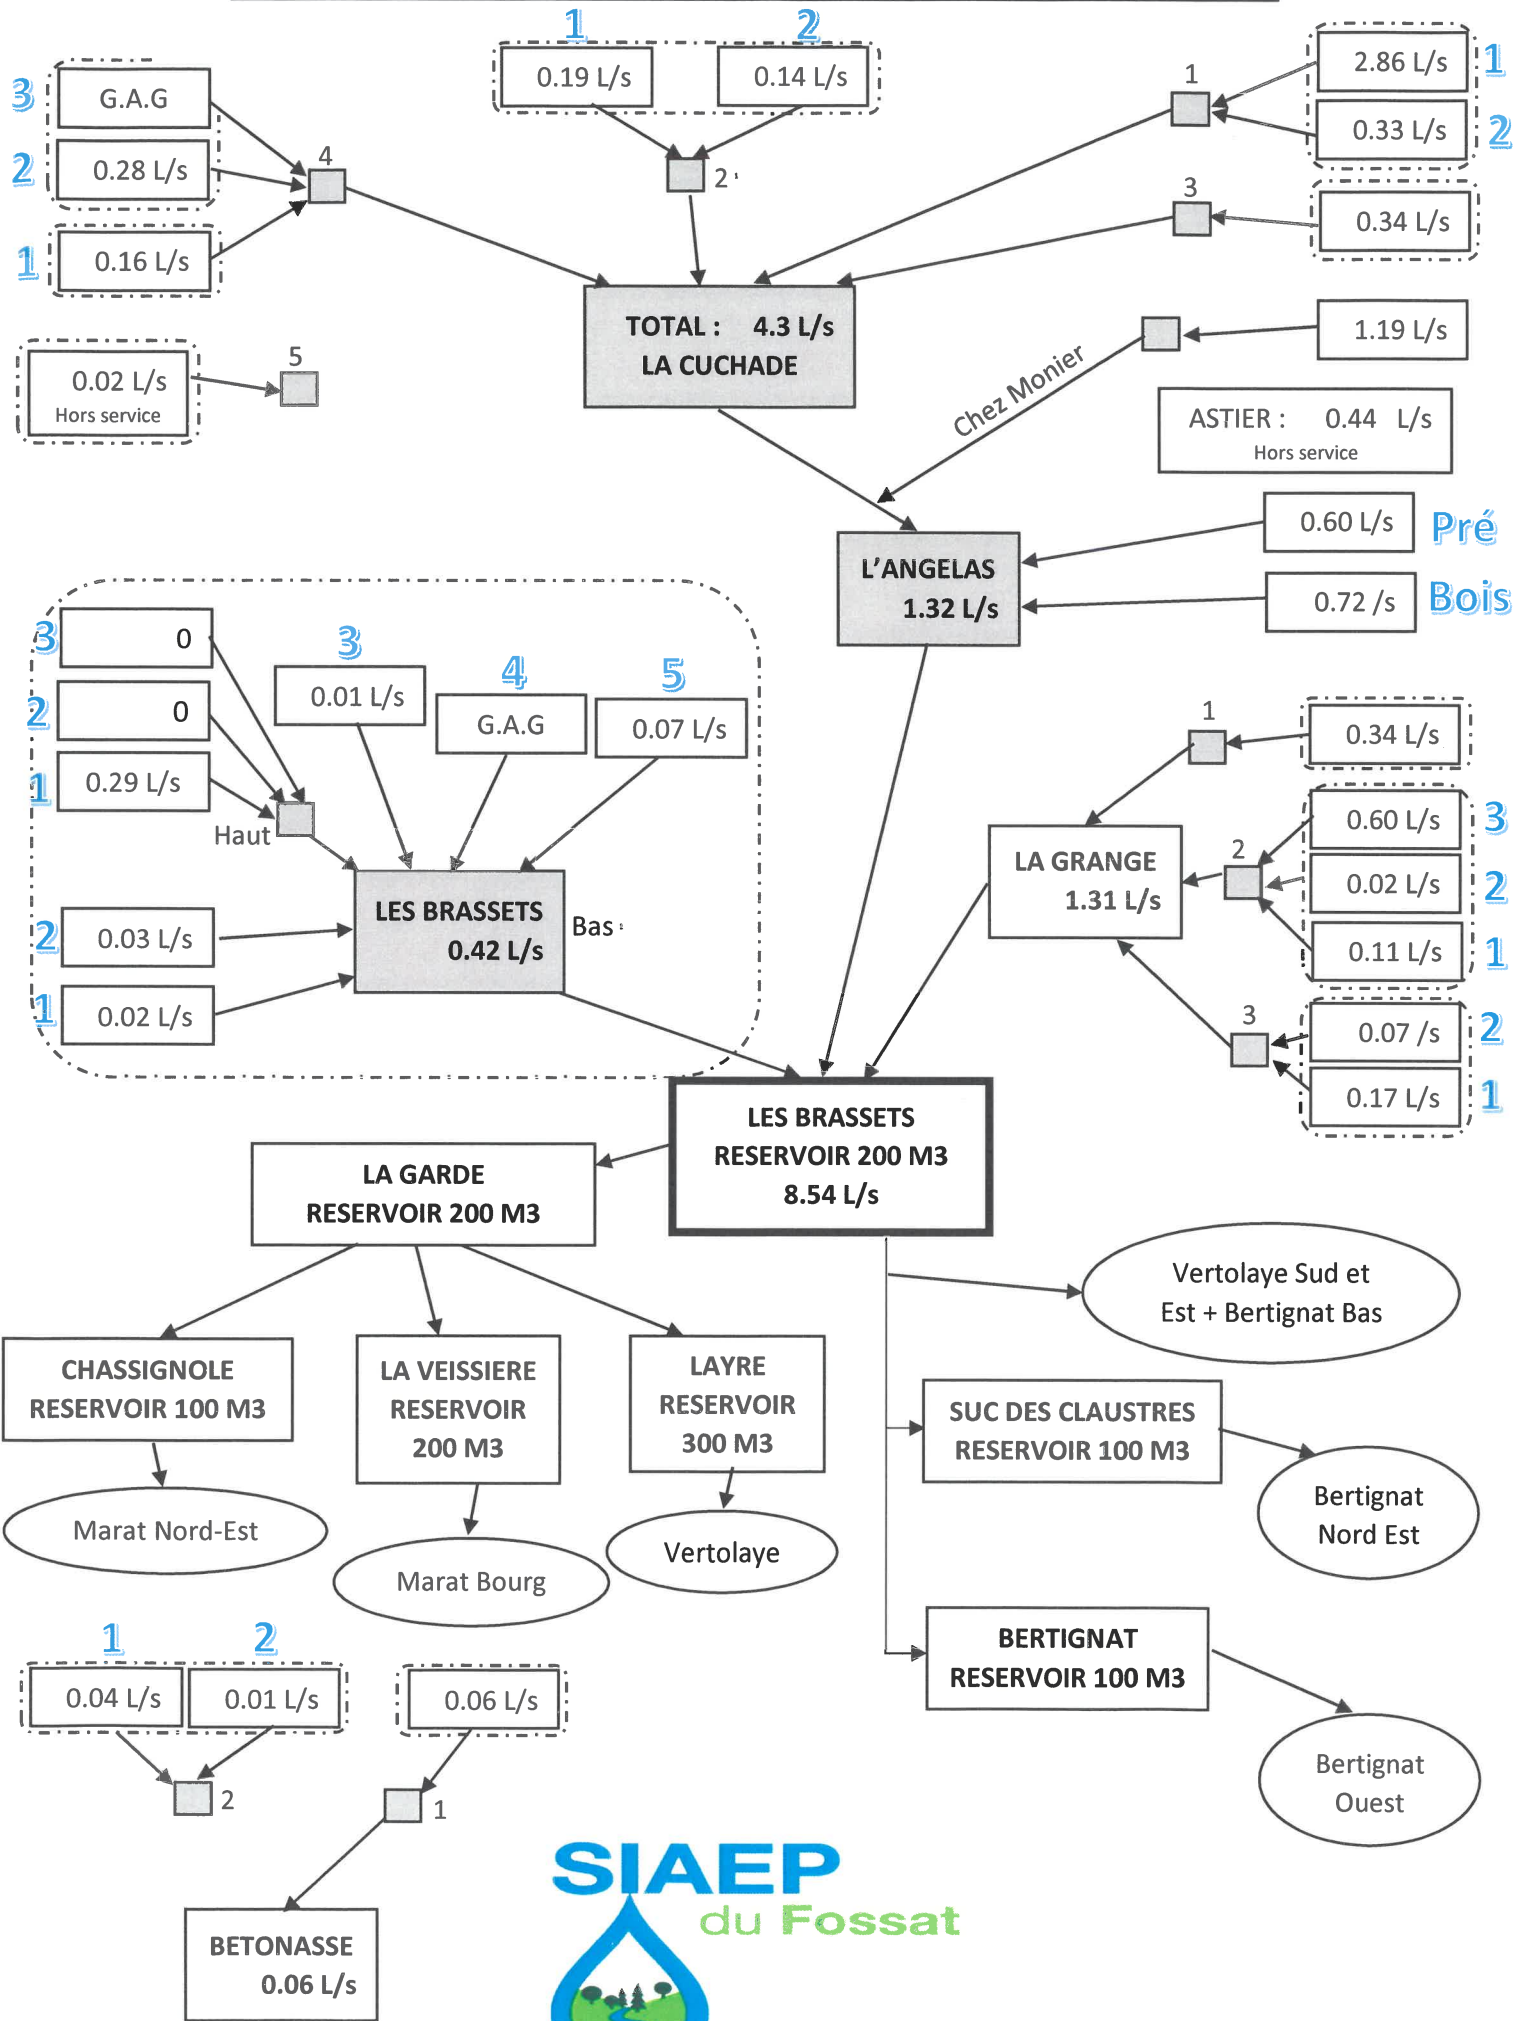 1
2
0.19 L/s
0.14 L/s
2
3
G.A.G
2
0.28 L/s
1
0.16 L/s
4
1
2.86 L/s
1
0.33 L/s
2
3
0.34 L/s
TOTAL : 4.3 L/s
LA CUCHADE
0.02 L/s
Hors service
5
1.19 L/s
Chez Monier
ASTIER : 0.44 L/s
Hors service
0.60 L/s
Pré
0.72 /s
Bois
L'ANGELAS
1.32 L/s
3
0
2
0
1
0.29 L/s
Haut
3
0.01 L/s
4
G.A.G
5
0.07 L/s
LES BRASSETS
0.42 L/s
Bas
2
0.03 L/s
1
0.02 L/s
1
0.34 L/s
LA GRANGE
1.31 L/s
2
0.60 L/s
3
0.02 L/s
2
0.11 L/s
1
3
0.07 /s
2
0.17 L/s
1
LES BRASSETS
RESERVOIR 200 M3
8.54 L/s
LA GARDE
RESERVOIR 200 M3
Vertolaye Sud et
Est + Bertignat Bas
CHASSIGNOLE
RESERVOIR 100 M3
LA VEISSIERE
RESERVOIR
200 M3
LAYRE
RESERVOIR
300 M3
SUC DES CLAUSTRES
RESERVOIR 100 M3
Marat Nord-Est
Marat Bourg
Vertolaye
Bertignat
Nord Est
BERTIGNAT
RESERVOIR 100 M3
Bertignat
Ouest
1
2
0.04 L/s
0.01 L/s
2
0.06 L/s
1
BETONASSE
0.06 L/s
SIAEP
du Fossat